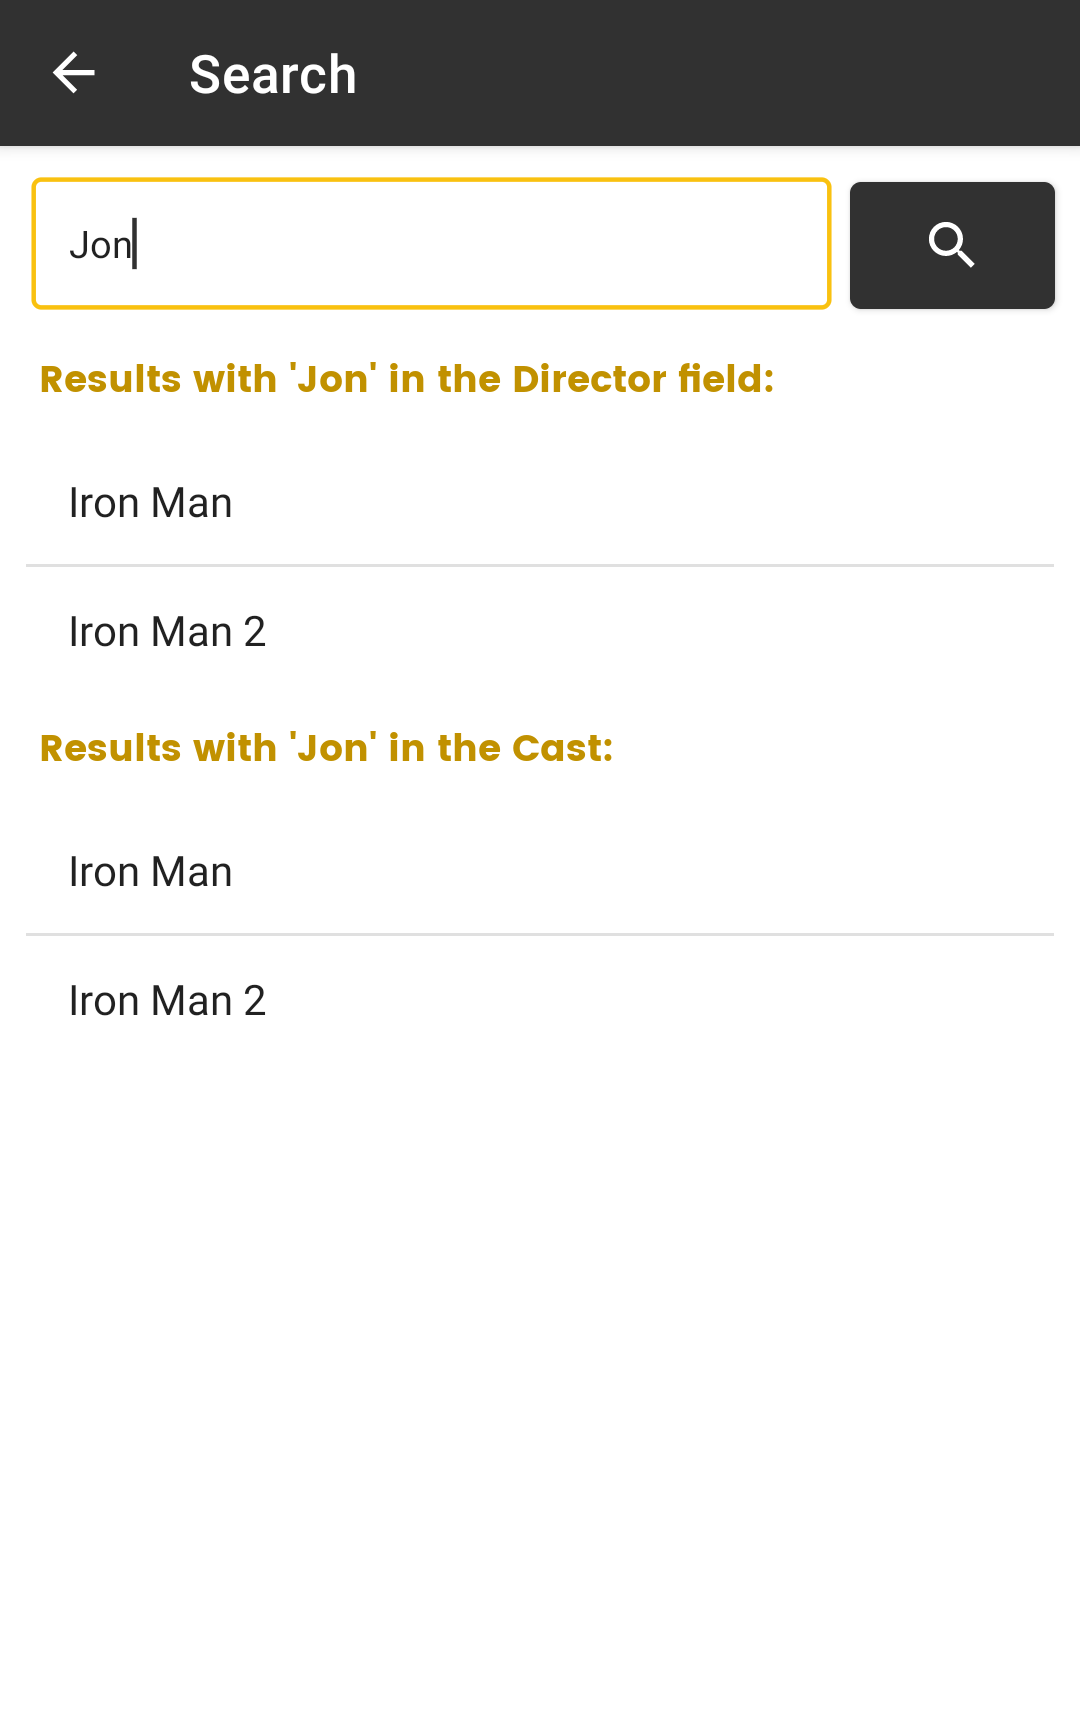 Search
Jon
Results with 'Jon' in the Director field:
Iron Man
Iron Man 2
Results with 'Jon' in the Cast:
Iron Man
Iron Man 2